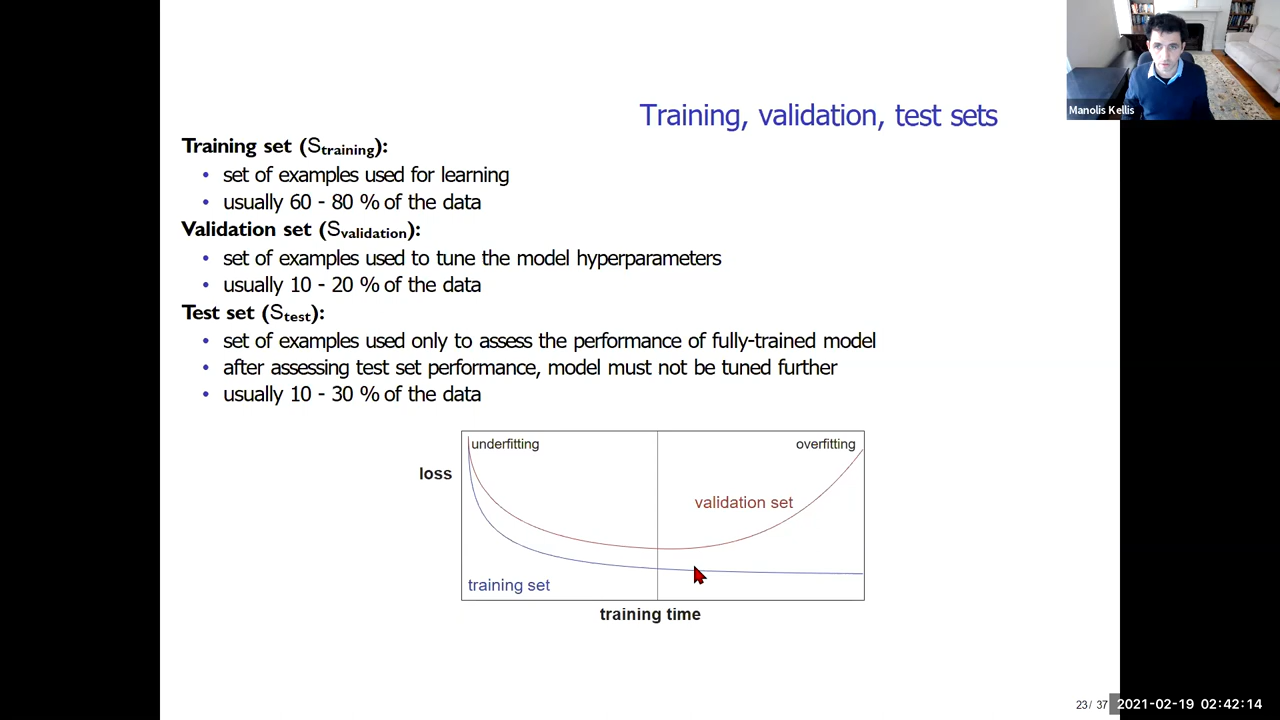 Manolis Kellis
Training, validation, test sets
Training set (Straining):
• set of examples used for learning
• usually 60 - 80 % of the data
Validation set (Svalidation):
• set of examples used to tune the model hyperparameters
• usually 10 - 20 % of the data
Test set (Stest):
• set of examples used only to assess the performance of fully-trained model
• after assessing test set performance, model must not be tuned further
• usually 10 - 30 % of the data
underfitting
overfitting
loss
validation set
training set
training time
23/ 37
2021-02-19 02:42:14